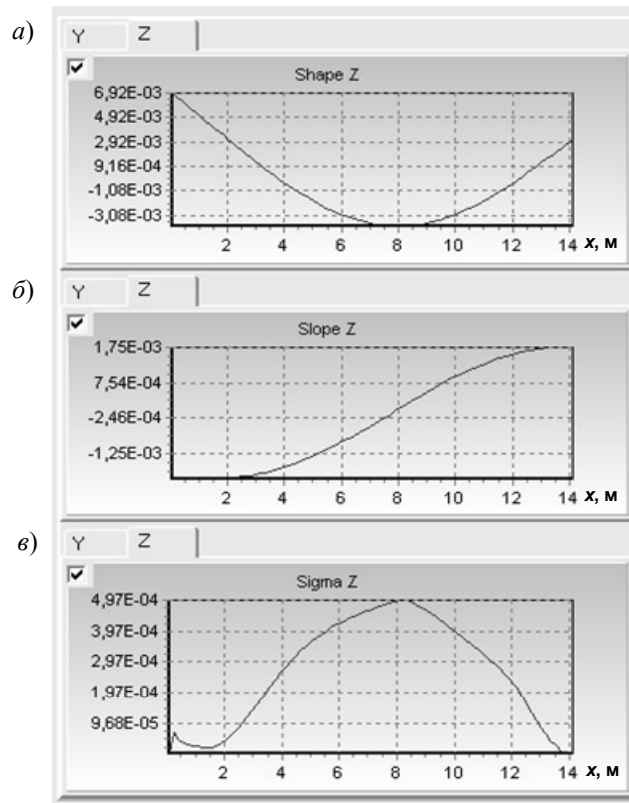 а)
Y Z
Shape Z
6,92E-03
4,92E-03
2,92E-03
9,16E-04
-1,08E-03
-3,08E-03
2 4 6 8 10 12 14 x, м
б)
Y Z
Slope Z
1,75E-03
7,54E-04
-2,46E-04
-1,25E-03
2 4 6 8 10 12 14 x, м
в)
Y Z
Sigma Z
4,97E-04
3,97E-04
2,97E-04
1,97E-04
9,68E-05
2 4 6 8 10 12 14 x, м